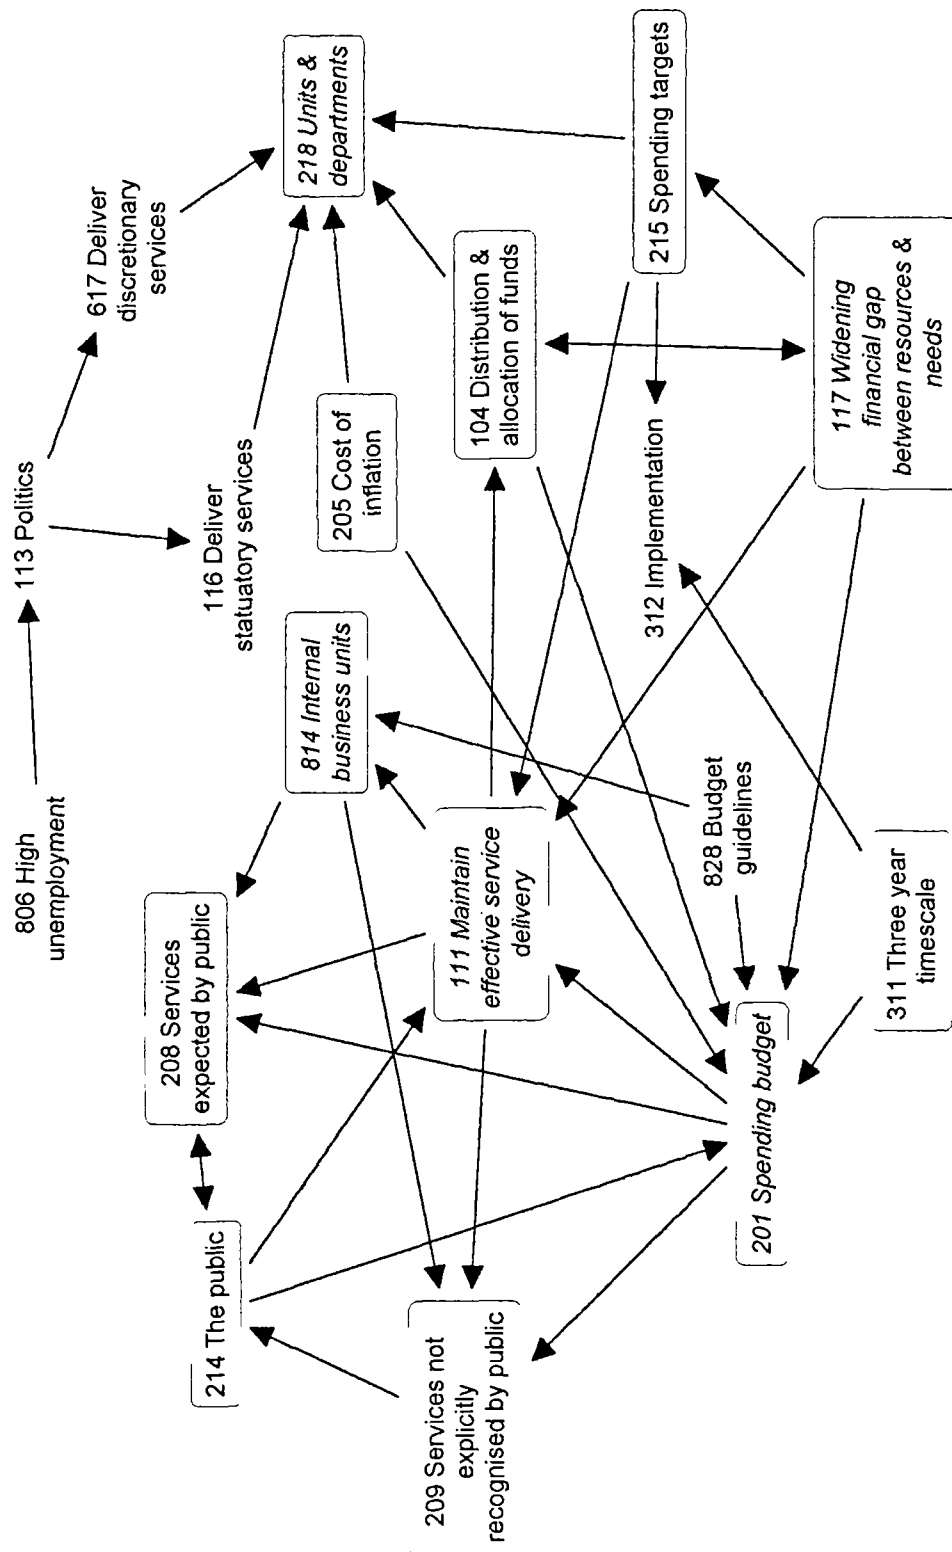 806 High
unemployment
113 Politics
617 Deliver
discretionary
services
214 The public
208 Services
expected by public
116 Deliver
statuatory services
814 Internal
business units
205 Cost of
inflation
218 Units &
departments
209 Services not
explicitly
recognised by public
111 Maintain
effective service
delivery
104 Distribution &
allocation of funds
312 Implementation
215 Spending targets
201 Spending budget
828 Budget
guidelines
311 Three year
timescale
117 Widening
financial gap
between resources &
needs